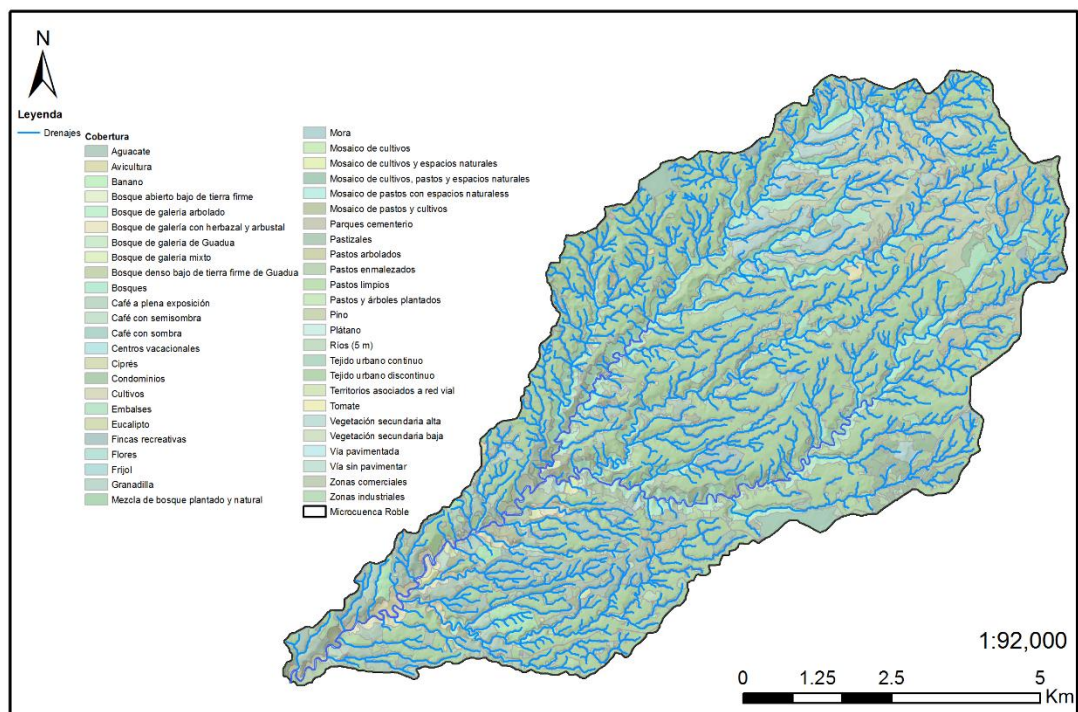 N
Leyenda
Drenajes
Cobertura
Aguacate
Avicultura
Banano
Bosque abierto bajo de tierra firme
Bosque de galeria arbolado
Bosque de galería con herbazal y arbustal
Bosque de galeria de Guadua
Bosque de galeria mixto
Bosque denso bajo de tierra firme de Guadua
Bosques
Café a plena exposición
Café con semisombra
Café con sombra
Centros vacacionales
Ciprés
Condominios
Cultivos
Embalses
Eucalipto
Fincas recreativas
Flores
Frijol
Granadilla
Mezcla de bosque plantado y natural
Mora
Mosaico de cultivos
Mosaico de cultivos y espacios naturales
Mosaico de cultivos, pastos y espacios naturales
Mosaico de pastos con espacios naturaless
Mosaico de pastos y cultivos
Parques cementerio
Pastizales
Pastos arbolados
Pastos enmalezados
Pastos limpios
Pastos y árboles plantados
Pino
Plátano
Ríos (5 m)
Tejido urbano continuo
Tejido urbano discontinuo
Territorios asociados a red vial
Tomate
Vegetación secundaria alta
Vegetación secundaria baja
Vía pavimentada
Vía sin pavimentar
Zonas comerciales
Zonas industriales
Microcuenca Roble
1:92,000
0 1.25 2.5 5
Km